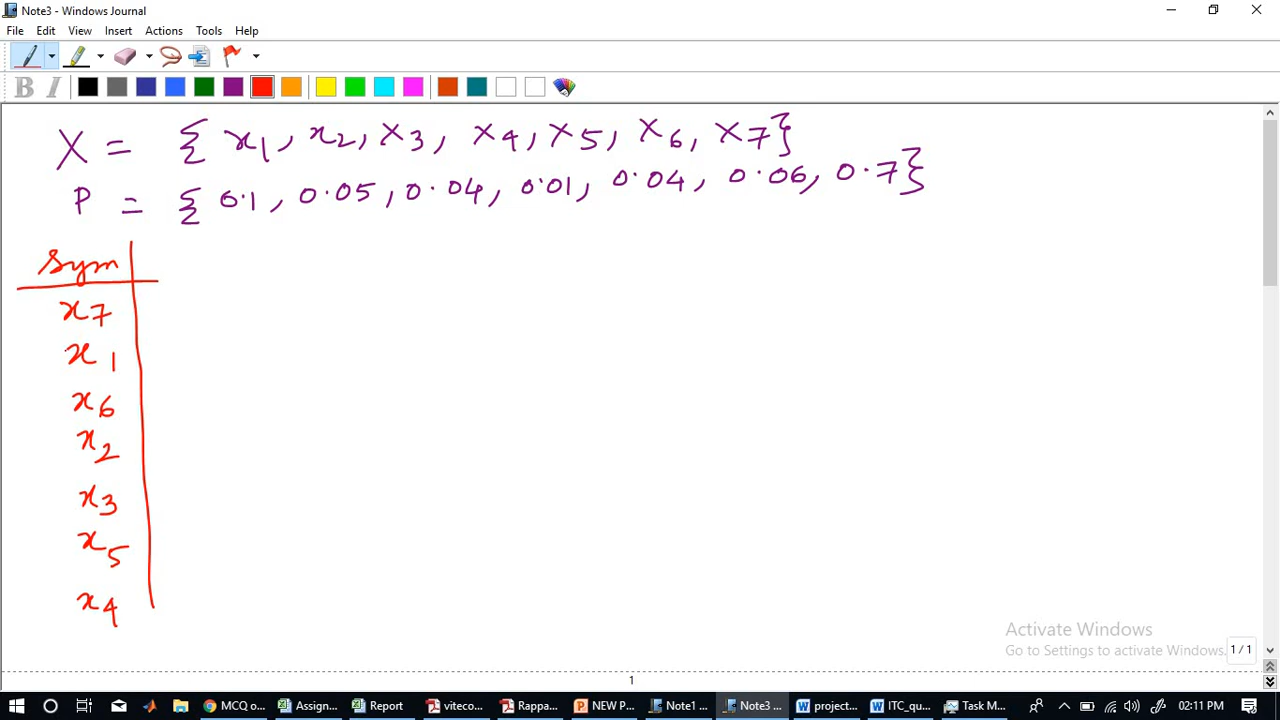 Note3 - Windows Journal
File Edit View Insert Actions Tools Help
B I
X = { x1, x2, x3, x4, x5, x6, x7}
P = { 0.1, 0.05, 0.04, 0.01, 0.04, 0.06, 0.7}
Sym
x7
x1
x6
x2
x3
x5
x4
Activate Windows
Go to Settings to activate Windows.
1 / 1
1
MCQ o... Assign... Report viteco... Rappa... NEW P... Note1 ... Note3 ... project... ITC_qu... Task M... 02:11 PM